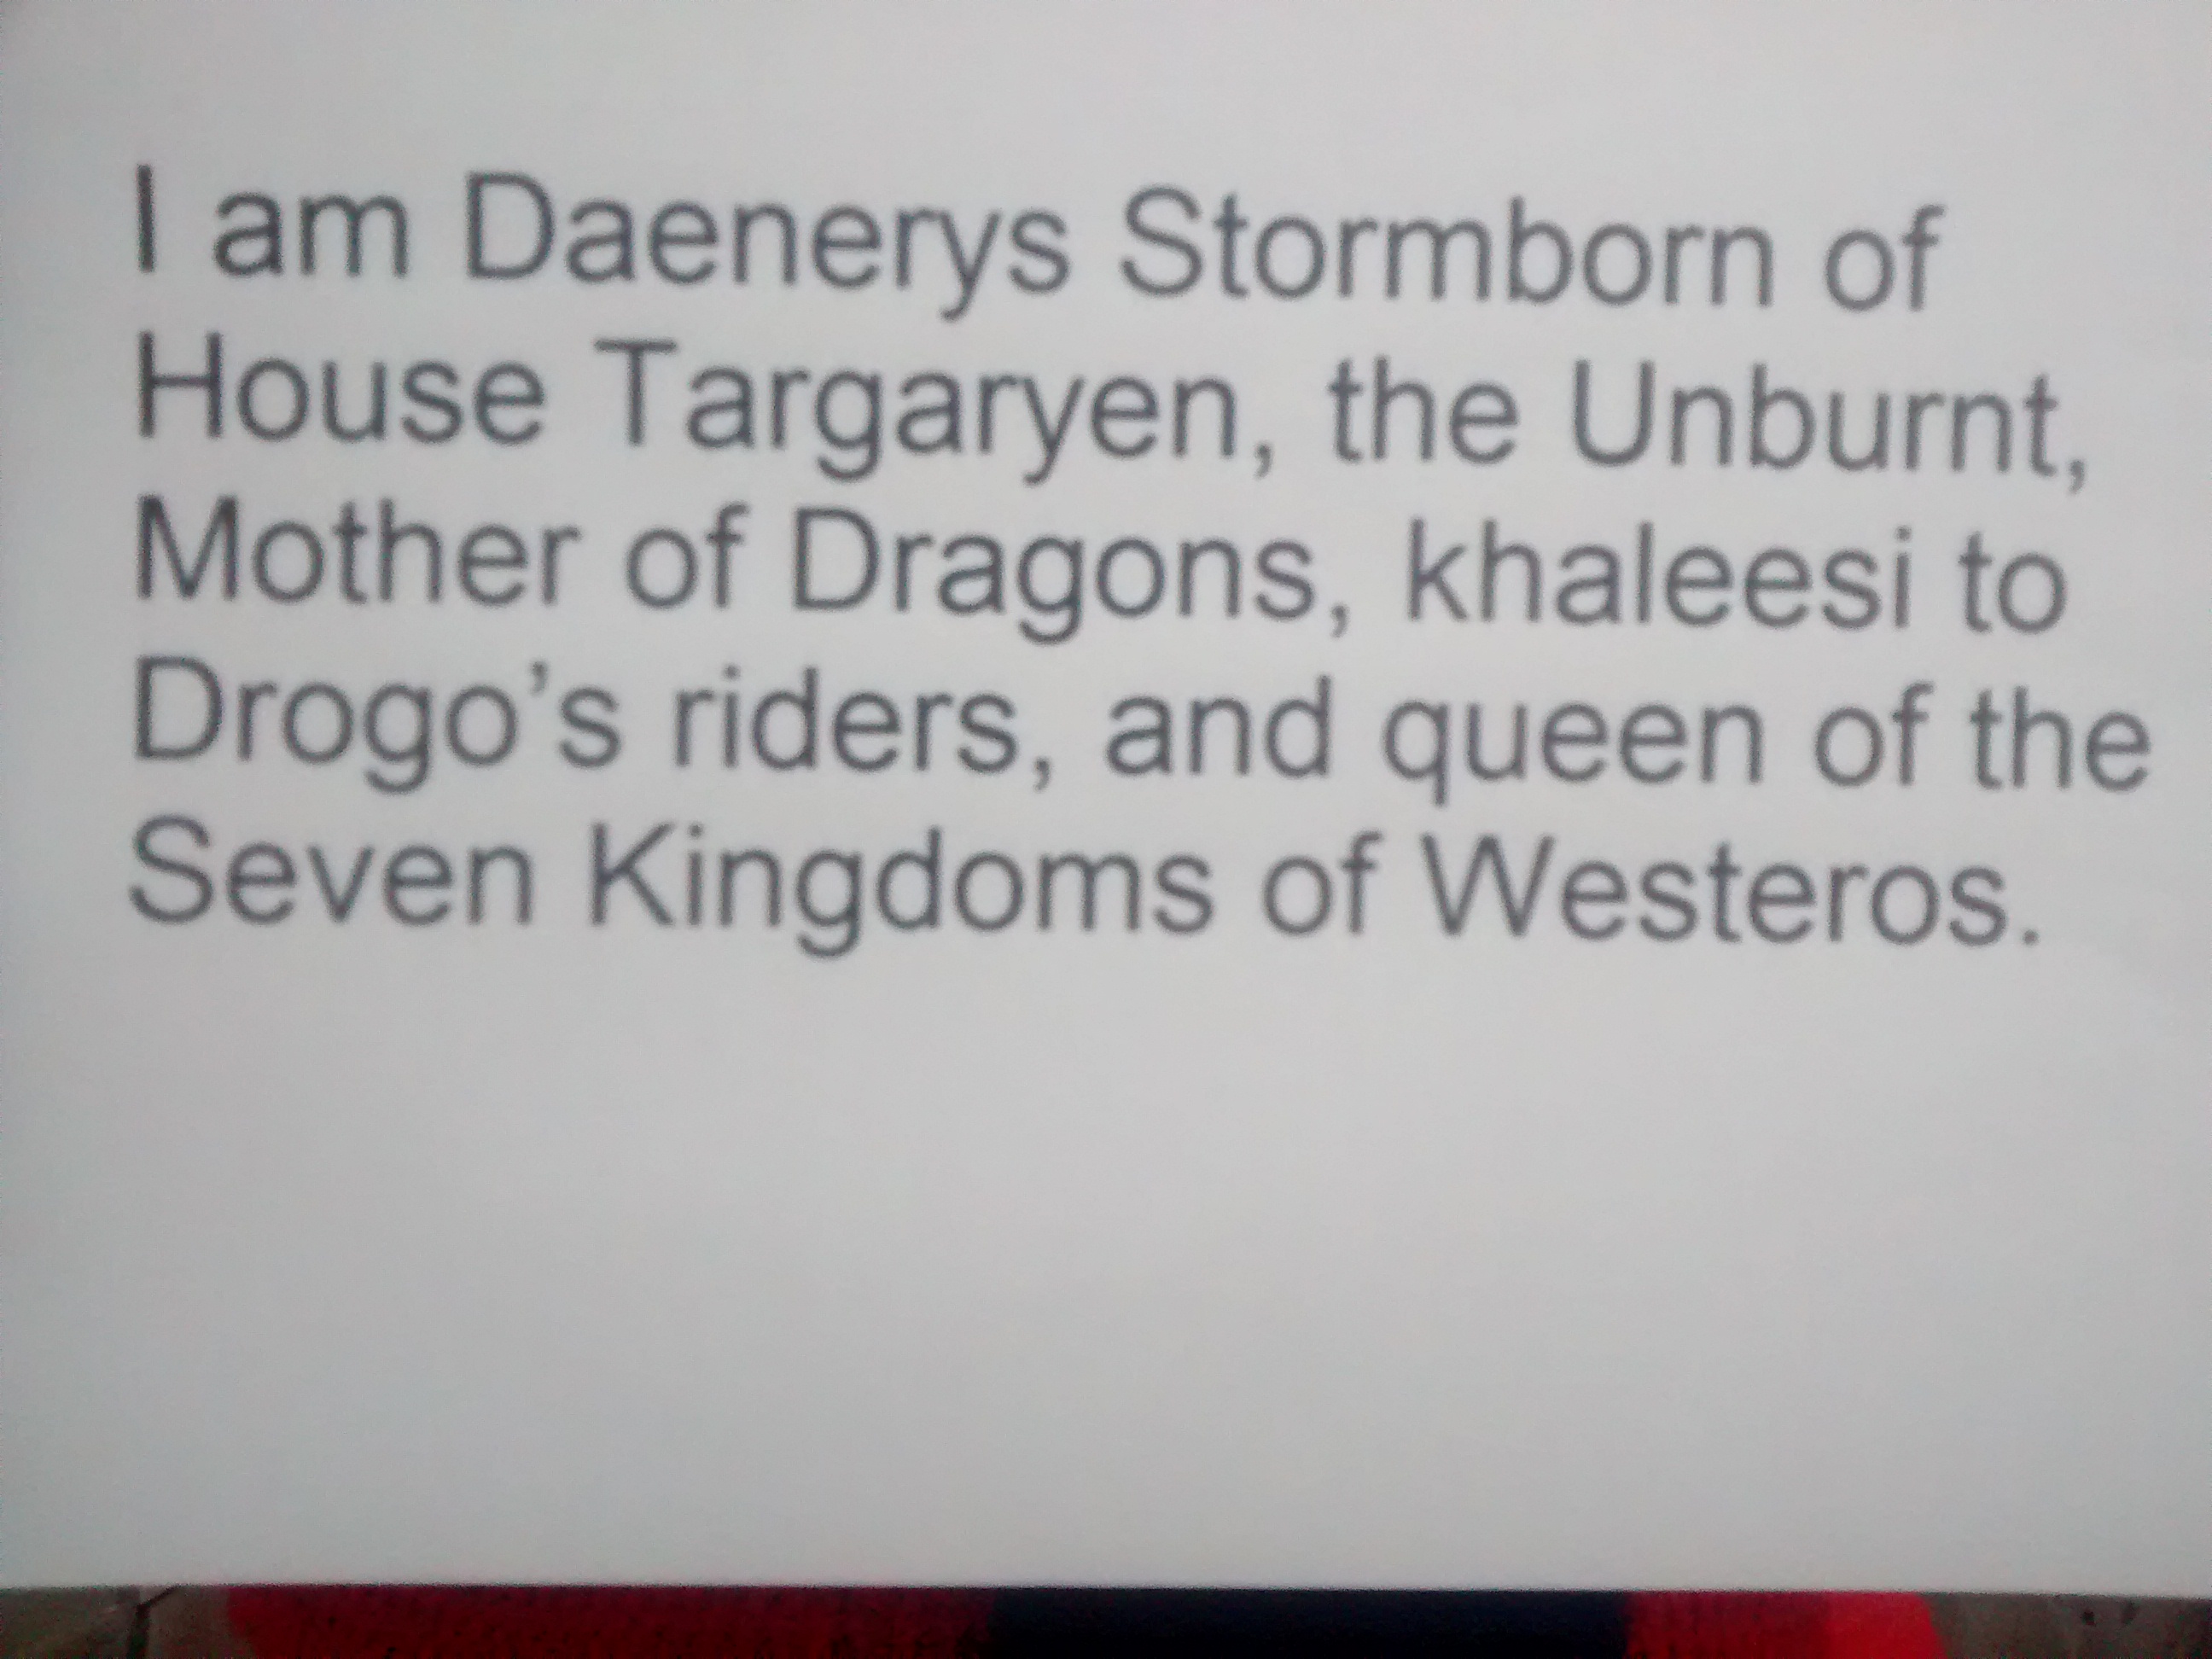 I am Daenerys Stormborn of
House Targaryen, the Unburnt,
Mother of Dragons, khaleesi to
Drogo’s riders, and queen of the
Seven Kingdoms of Westeros.